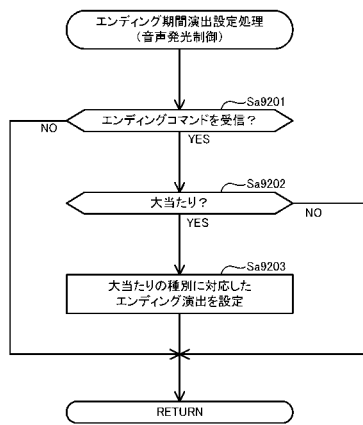 エンディング期間演出設定処理
（音声発光制御）
Sa9201
エンディングコマンドを受信？
NO
YES
Sa9202
大当たり？
NO
YES
Sa9203
大当たりの種別に対応した
エンディング演出を設定
RETURN